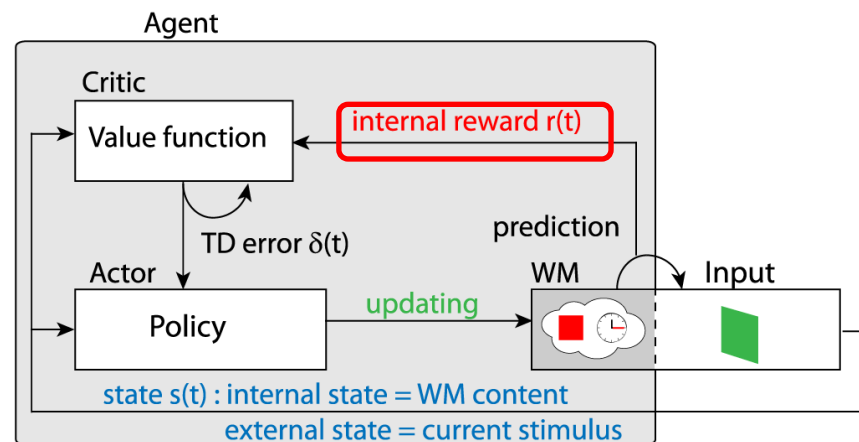 Agent
Critic
Value function
internal reward r(t)
TD error δ(t)
prediction
Actor
WM
Input
Policy
updating
state s(t) : internal state = WM content
external state = current stimulus